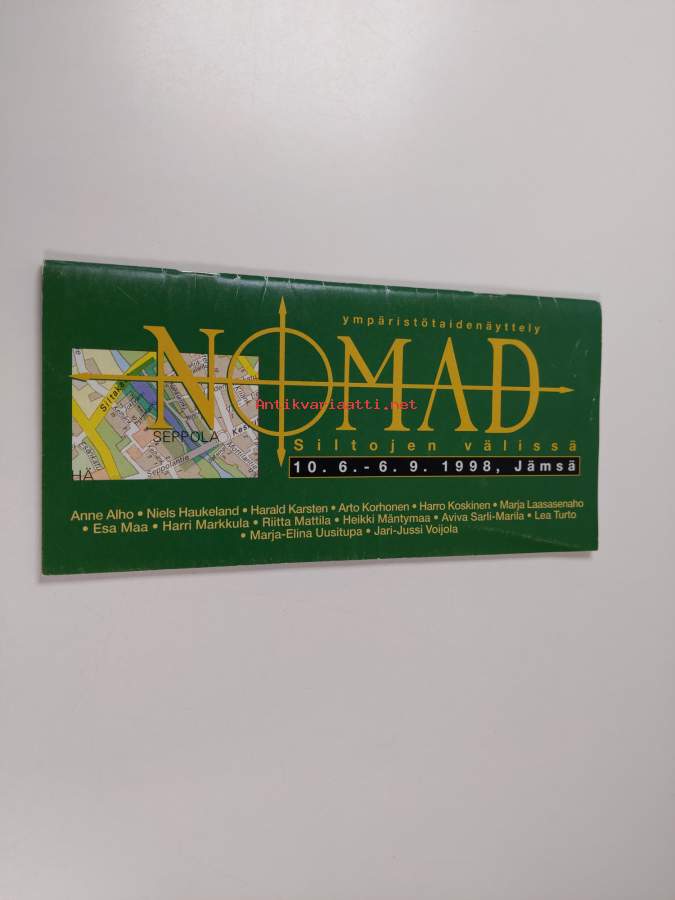 ympäristötaidenäyttely
NOMAD
Siltojen välissä
10. 6.- 6. 9. 1998, Jämsä
SEPPOLA
Seppolantie
HÄ
Antikvariaatti.net
Anne Alho • Niels Haukeland • Harald Karsten • Arto Korhonen • Harro Koskinen • Marja Laasasenaho
• Esa Maa • Harri Markkula • Riitta Mattila • Heikki Mäntymaa • Aviva Sarli-Marila • Lea Turto
• Marja-Elina Uusitupa • Jari-Jussi Voijola